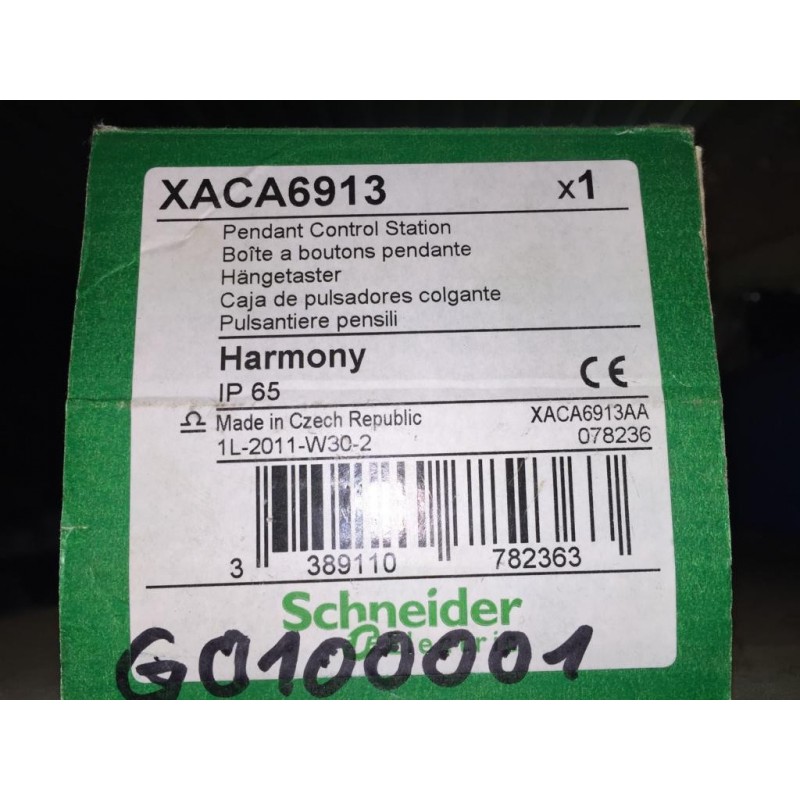 XACA6913 x1
Pendant Control Station
Boîte a boutons pendante
Hängetaster
Caja de pulsadores colgante
Pulsantiere pensili
Harmony CE
IP 65
Made in Czech Republic XACA6913AA
1L-2011-W30-2 078236
3 389110 782363
Schneider
Electric
G0100001